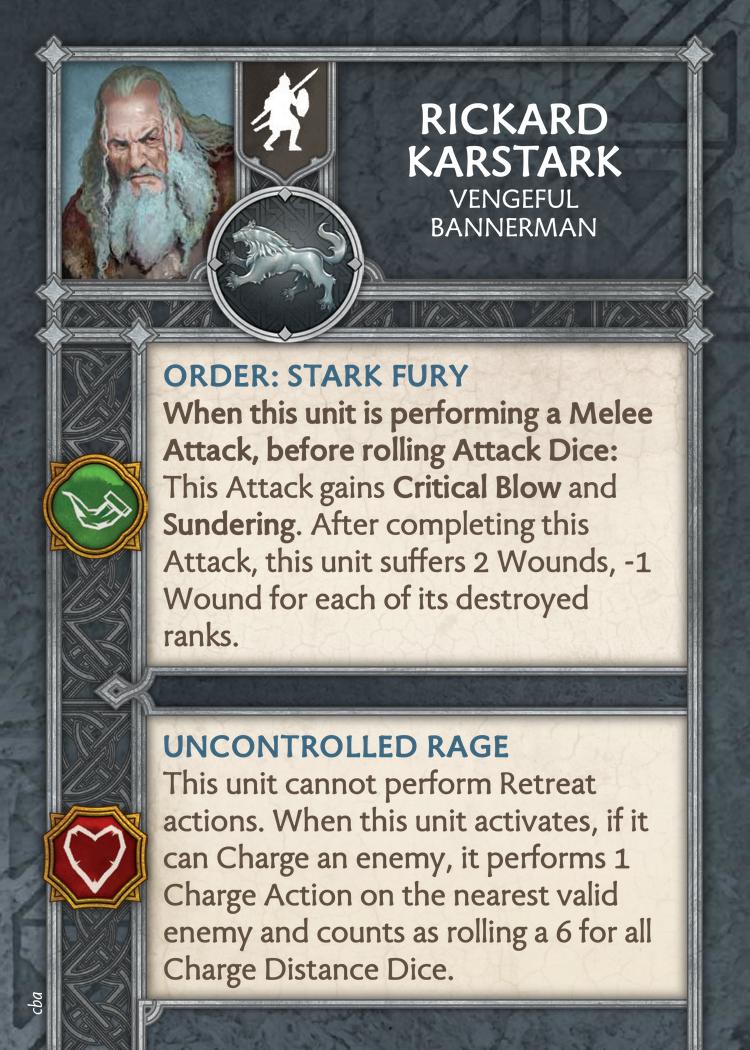 RICKARD
KARSTARK
VENGEFUL
BANNERMAN
ORDER: STARK FURY
When this unit is performing a Melee
Attack, before rolling Attack Dice:
This Attack gains Critical Blow and
Sundering. After completing this
Attack, this unit suffers 2 Wounds, -1
Wound for each of its destroyed
ranks.
UNCONTROLLED RAGE
This unit cannot perform Retreat
actions. When this unit activates, if it
can Charge an enemy, it performs 1
Charge Action on the nearest valid
enemy and counts as rolling a 6 for all
Charge Distance Dice.
cba